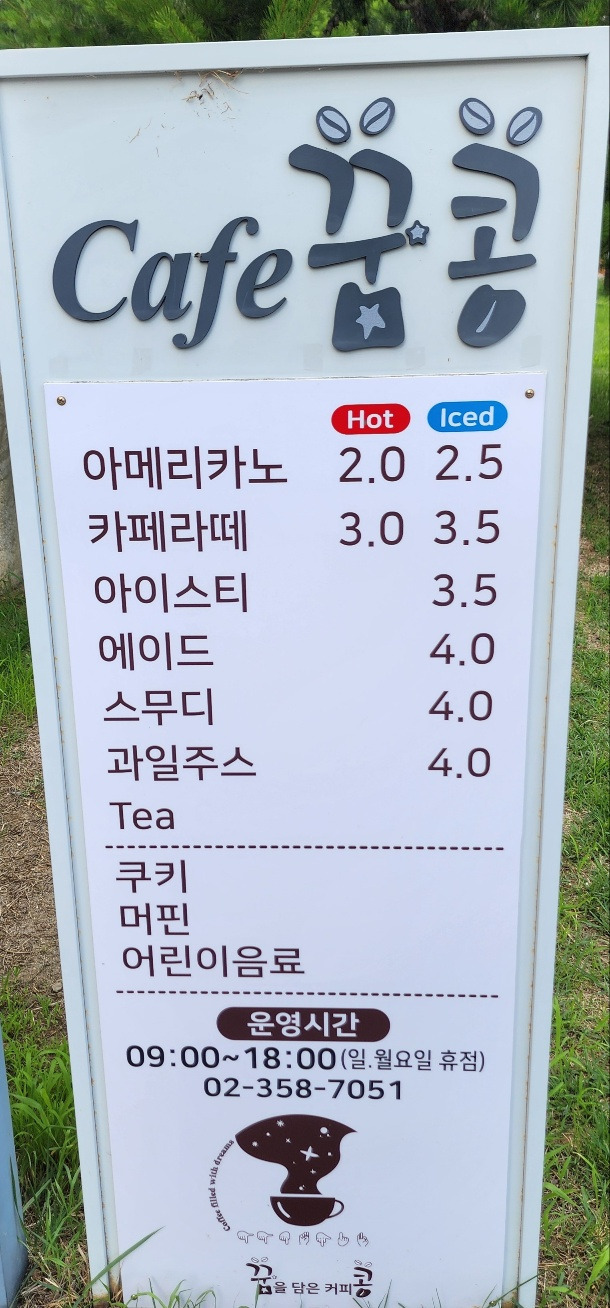 Cafe 꿈콩
Hot Iced
아메리카노 2.0 2.5
카페라떼 3.0 3.5
아이스티 3.5
에이드 4.0
스무디 4.0
과일주스 4.0
Tea
쿠키
머핀
어린이음료
운영시간
09:00~18:00(일.월요일 휴점)
02-358-7051
Coffee filled with dreams
꿈을 담은 커피콩